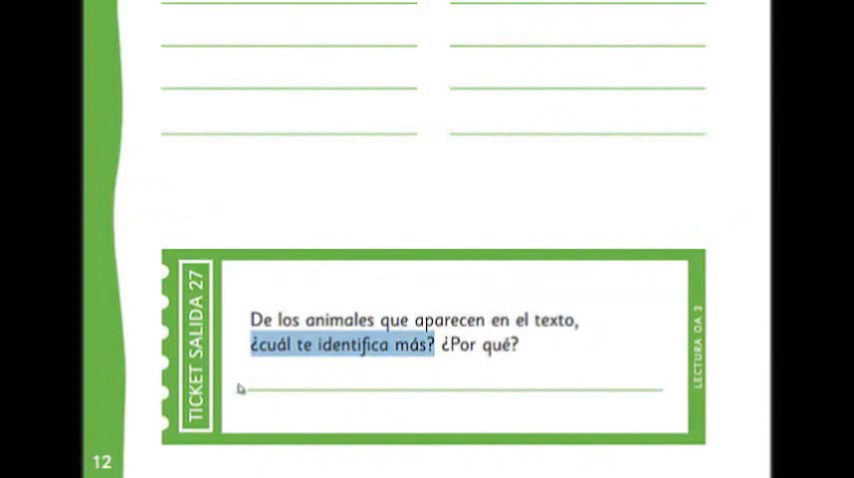 TICKET SALIDA 27
De los animales que aparecen en el texto,
¿cuál te identifica más? ¿Por qué?
LECTURA OA 3
12